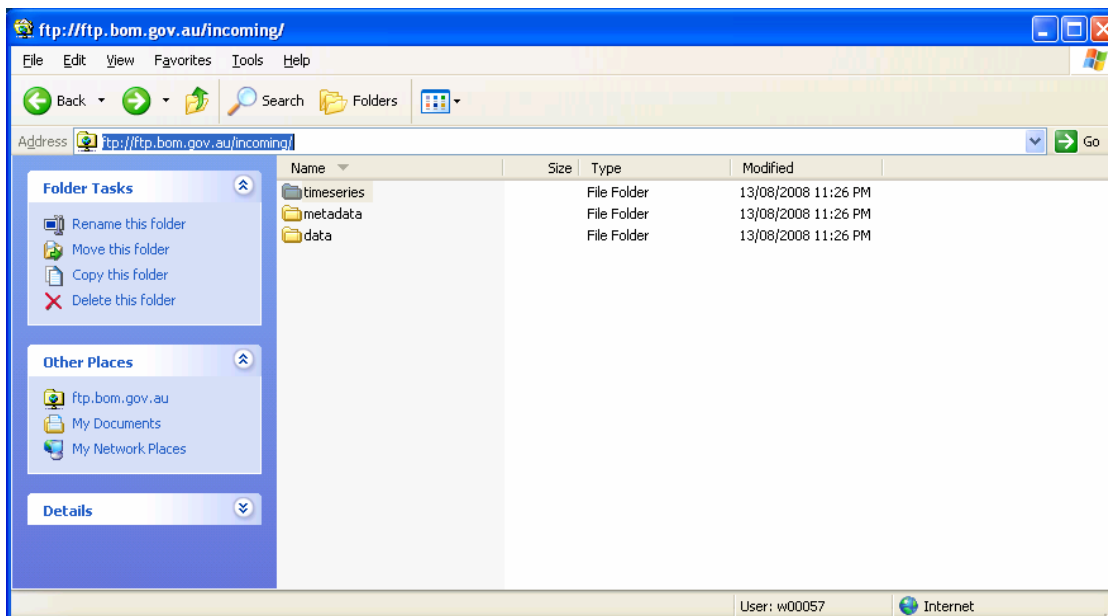 ftp://ftp.bom.gov.au/incoming/
File Edit View Favorites Tools Help
Back Search Folders
Address ftp://ftp.bom.gov.au/incoming/ Go
Name Size Type Modified
Folder Tasks
Rename this folder
Move this folder
Copy this folder
Delete this folder
Other Places
ftp.bom.gov.au
My Documents
My Network Places
Details
timeseries File Folder 13/08/2008 11:26 PM
metadata File Folder 13/08/2008 11:26 PM
data File Folder 13/08/2008 11:26 PM
User: w00057 Internet